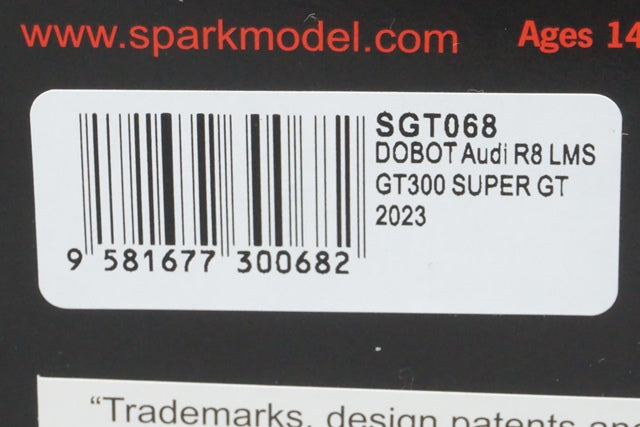 www.sparkmodel.com Ages 14
SGT068
DOBOT Audi R8 LMS
GT300 SUPER GT
2023
9 581677 300682
"Trademarks, design patents and